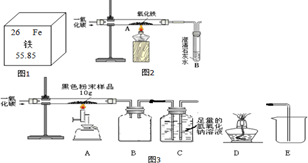 26 Fe
铁
55.85
图1
一氧
化碳
A
氧化铁
澄清石灰水
B
图2
黑色粉末样品
10g
一氧
化碳
足量的
氢氧化
钠溶液
A
B
C
D
E
图3